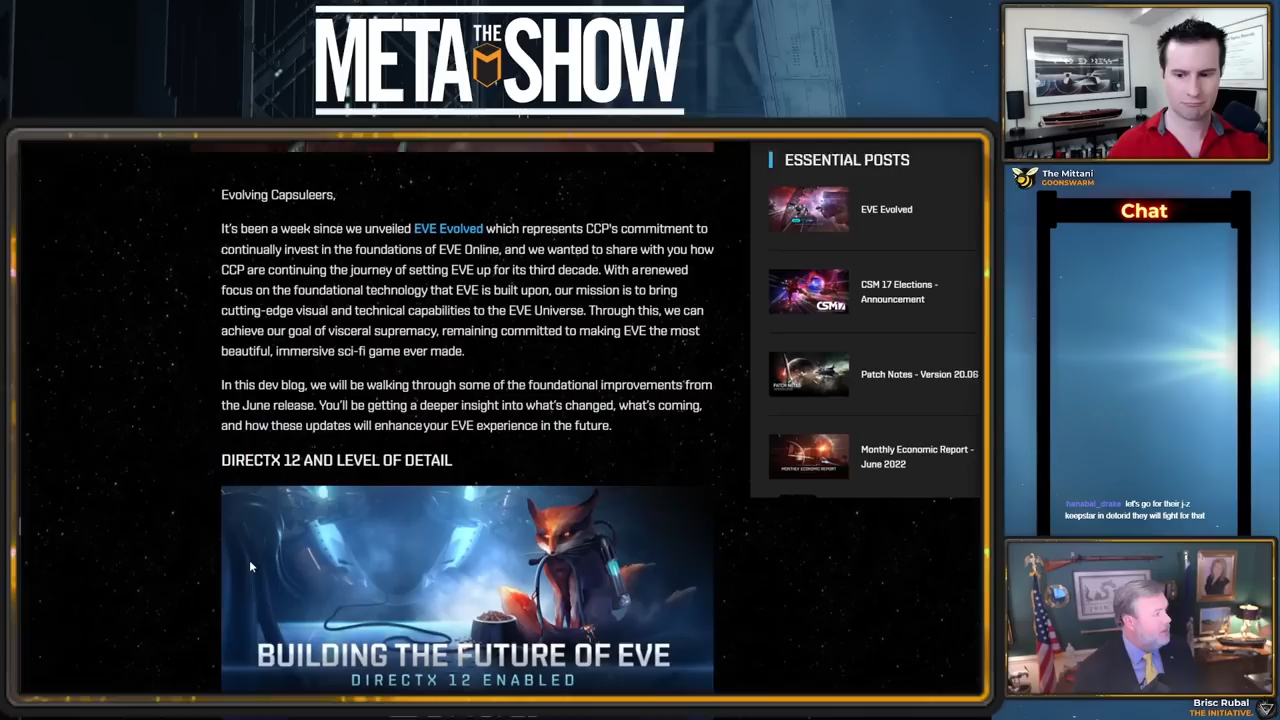 META THE SHOW
Evolving Capsuleers,
It's been a week since we unveiled EVE Evolved which represents CCP's commitment to
continually invest in the foundations of EVE Online, and we wanted to share with you how
CCP are continuing the journey of setting EVE up for its third decade. With a renewed
focus on the foundational technology that EVE is built upon, our mission is to bring
cutting-edge visual and technical capabilities to the EVE Universe. Through this, we can
achieve our goal of visceral supremacy, remaining committed to making EVE the most
beautiful, immersive sci-fi game ever made.
In this dev blog, we will be walking through some of the foundational improvements from
the June release. You'll be getting a deeper insight into what's changed, what's coming,
and how these updates will enhance your EVE experience in the future.
DIRECTX 12 AND LEVEL OF DETAIL
BUILDING THE FUTURE OF EVE
DIRECTX 12 ENABLED
ESSENTIAL POSTS
EVE Evolved
CSM 17 Elections -
Announcement
CSM17
Patch Notes - Version 20.06
PATCH NOTES
Monthly Economic Report -
June 2022
MONTHLY ECONOMIC REPORT
The Mittani
GOONSWARM
Chat
hanabal_drake let's go for their j-z
keepstar in detorid they will fight for that
Brisc Rubal
THE INITIATIVE.